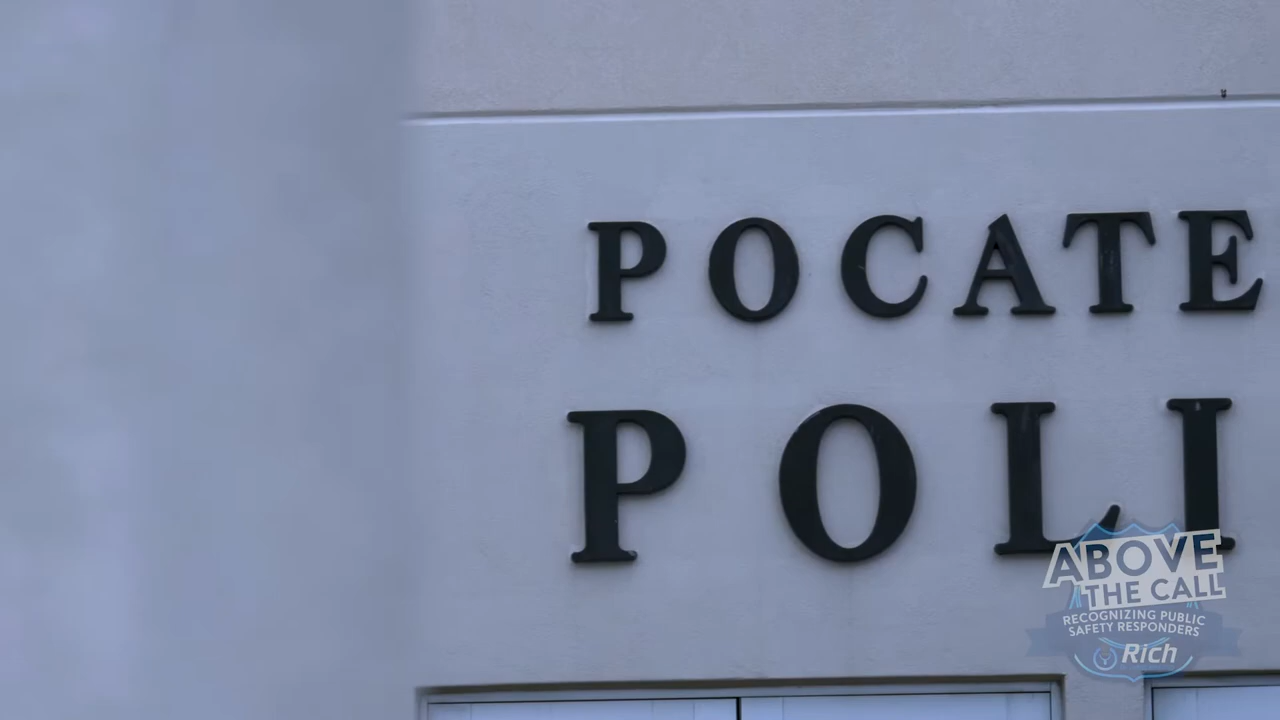 POCATE
POLI
ABOVE
THE CALL
RECOGNIZING PUBLIC
SAFETY RESPONDERS
Rich